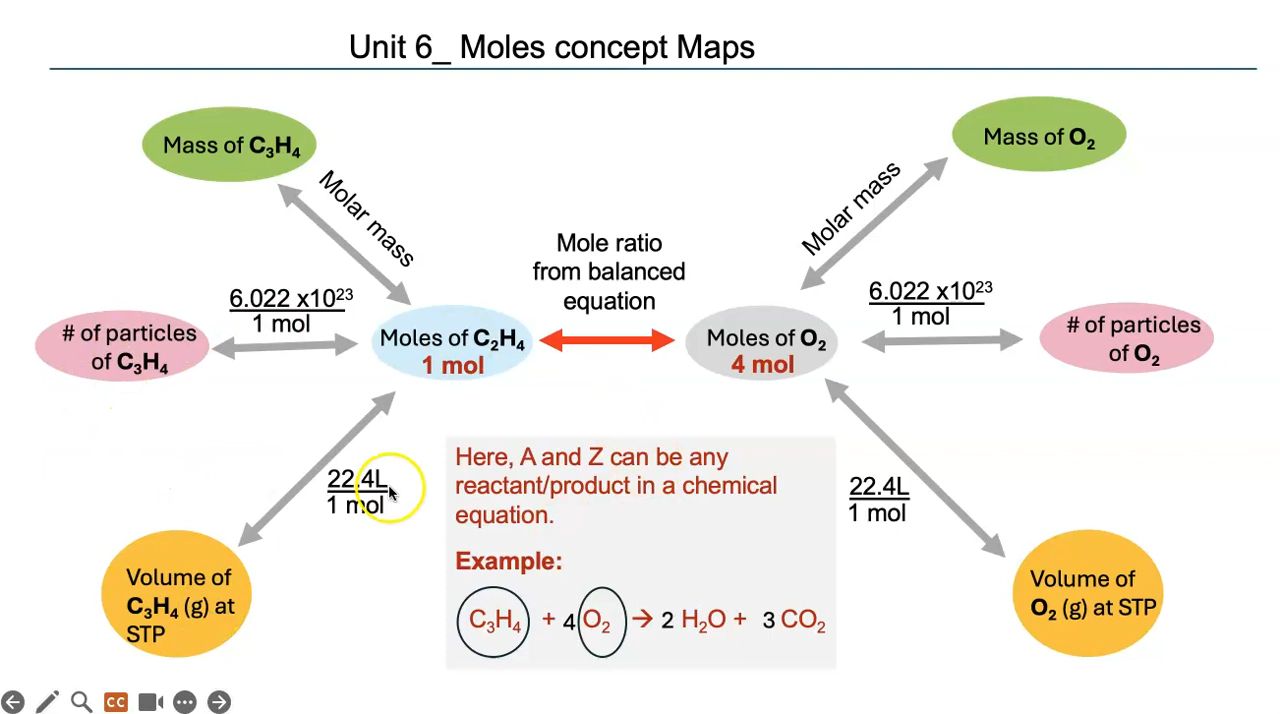 Unit 6_ Moles concept Maps
Mass of C₃H₄
Mass of O₂
Molar mass
Molar mass
Mole ratio
from balanced
equation
6.022 x10²³
1 mol
6.022 x10²³
1 mol
# of particles
of C₃H₄
Moles of C₂H₄
1 mol
Moles of O₂
4 mol
# of particles
of O₂
22.4L
1 mol
Here, A and Z can be any
reactant/product in a chemical
equation.
Example:
C₃H₄ + 4 O₂ → 2 H₂O + 3 CO₂
22.4L
1 mol
Volume of
C₃H₄ (g) at
STP
Volume of
O₂ (g) at STP
CC